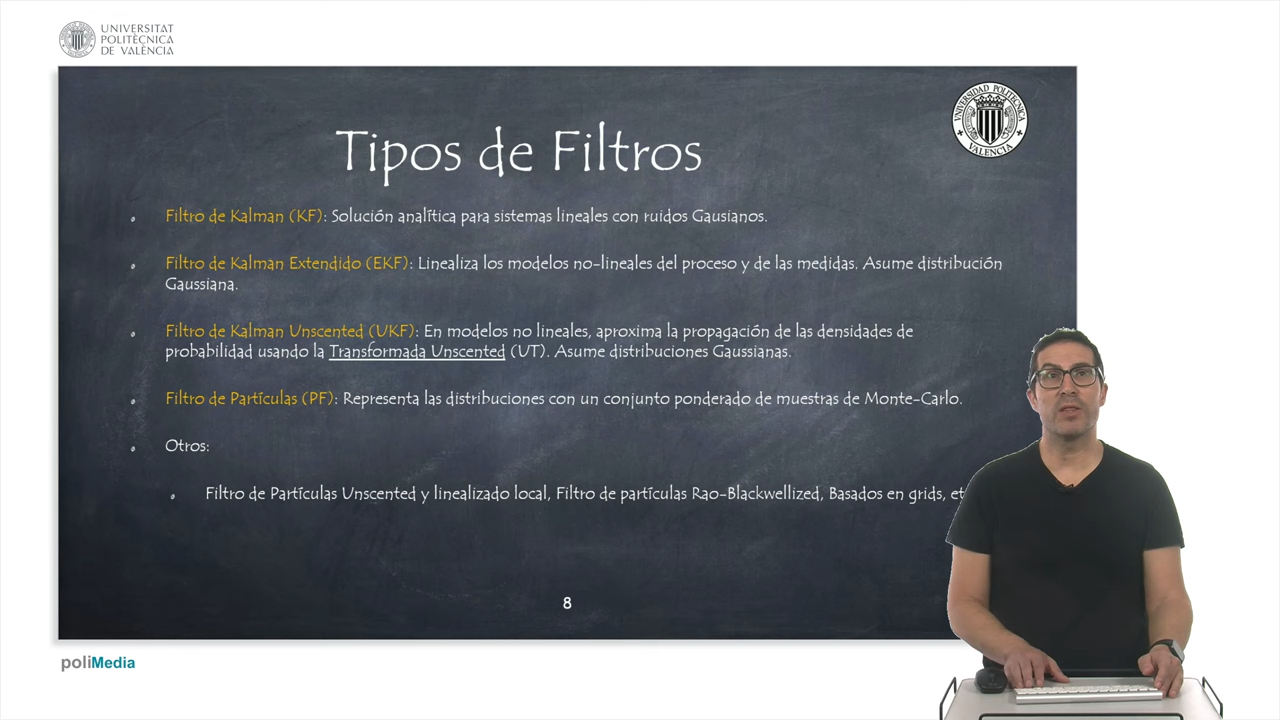 UNIVERSITAT
POLITÈCNICA
DE VALÈNCIA
UNIVERSIDAD POLITECNICA
VALENCIA
Tipos de Filtros
Filtro de Kalman (KF): Solución analítica para sistemas lineales con ruidos Gausianos.
Filtro de Kalman Extendido (EKF): Linealiza los modelos no-lineales del proceso y de las medidas. Asume distribución
Gaussiana.
Filtro de Kalman Unscented (UKF): En modelos no lineales, aproxima la propagación de las densidades de
probabilidad usando la Transformada Unscented (UT). Asume distribuciones Gaussianas.
Filtro de Partículas (PF): Representa las distribuciones con un conjunto ponderado de muestras de Monte-Carlo.
Otros:
Filtro de Partículas Unscented y linealizado local, Filtro de partículas Rao-Blackwellized, Basados en grids, et
8
poliMedia